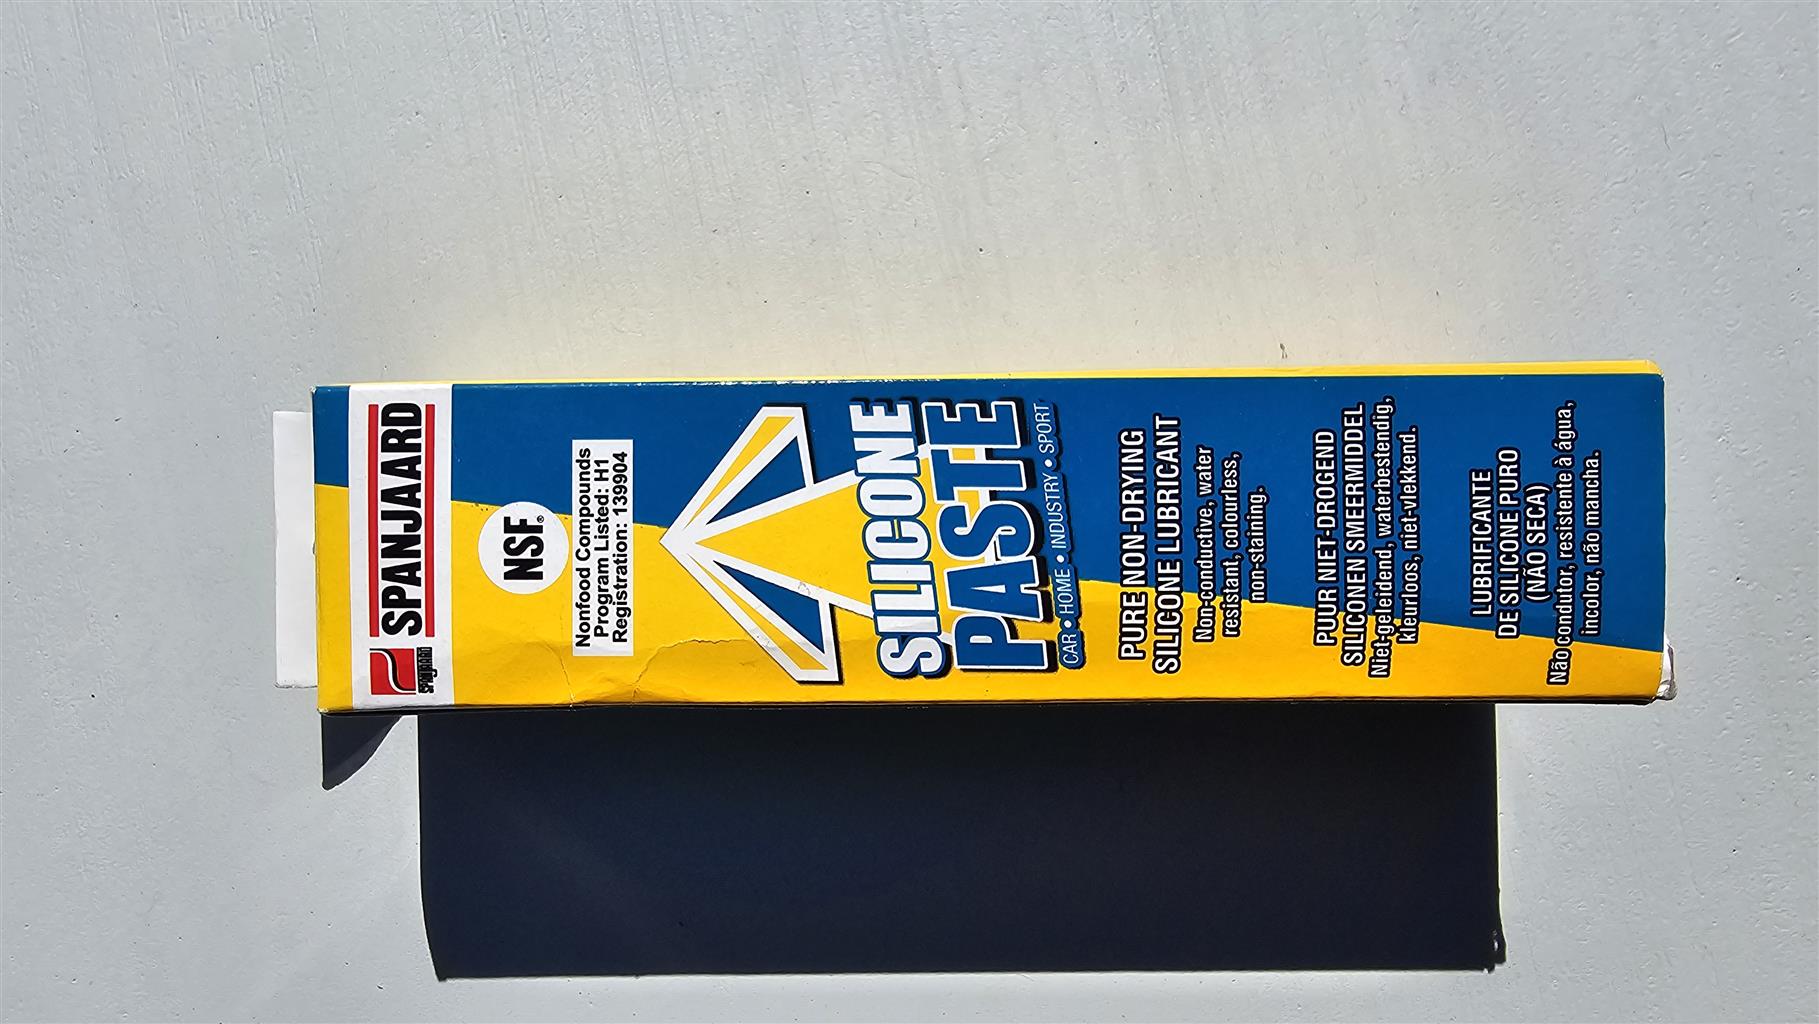 SPANJAARD
SPANJAARD
NSF®
Nonfood Compounds
Program Listed: H1
Registration: 139904
SILICONE
PASTE
CAR • HOME • INDUSTRY • SPORT
PURE NON-DRYING
SILICONE LUBRICANT
Non-conductive, water
resistant, colourless,
non-staining.
PUUR NIET-DROGEND
SILICONEN SMEERMIDDEL
Niet-geleidend, waterbestendig,
kleurloos, niet-vlekkend.
LUBRIFICANTE
DE SILICONE PURO
(NÃO SECA)
Não condutor, resistente à água,
incolor, não mancha.